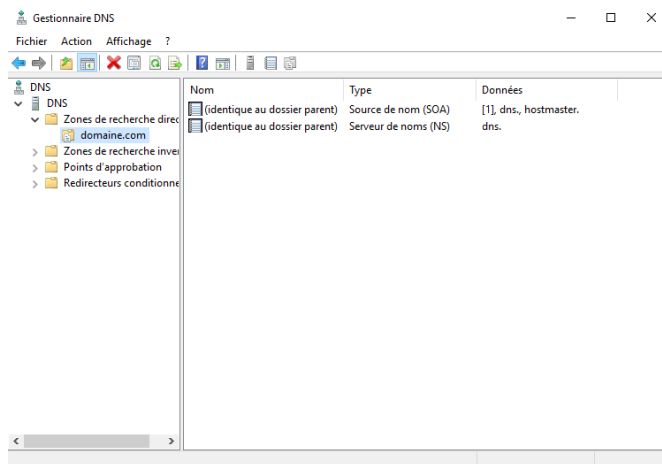 Gestionnaire DNS
Fichier Action Affichage ?
DNS
DNS
Zones de recherche direc
domaine.com
Zones de recherche inver
Points d'approbation
Redirecteurs conditionne
Nom Type Données
(identique au dossier parent) Source de nom (SOA) [1], dns., hostmaster.
(identique au dossier parent) Serveur de noms (NS) dns.